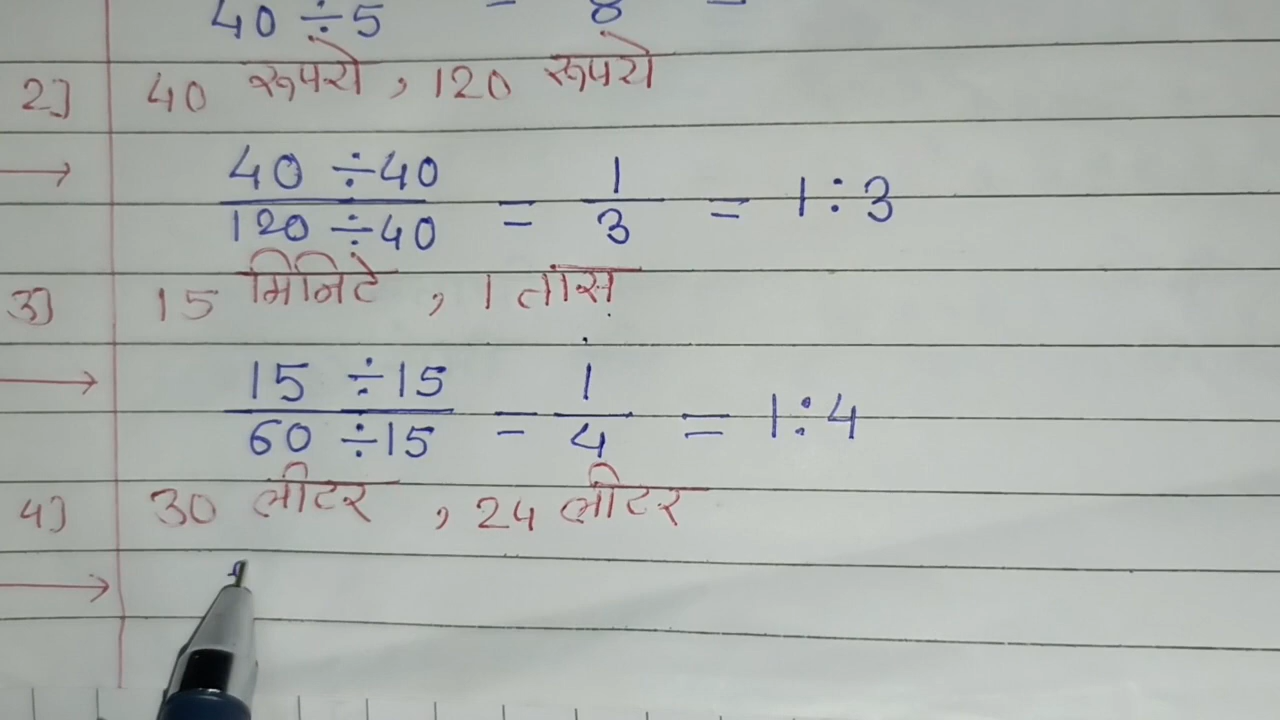 40 ÷5 = 8 =
2] 40 रूपये , 120 रूपये
→ 40 ÷40 / 120 ÷40 = 1/3 = 1:3
3] 15 मिनिटे , 1 तास
→ 15 ÷15 / 60 ÷15 = 1/4 = 1:4
4] 30 लीटर , 24 लीटर
→